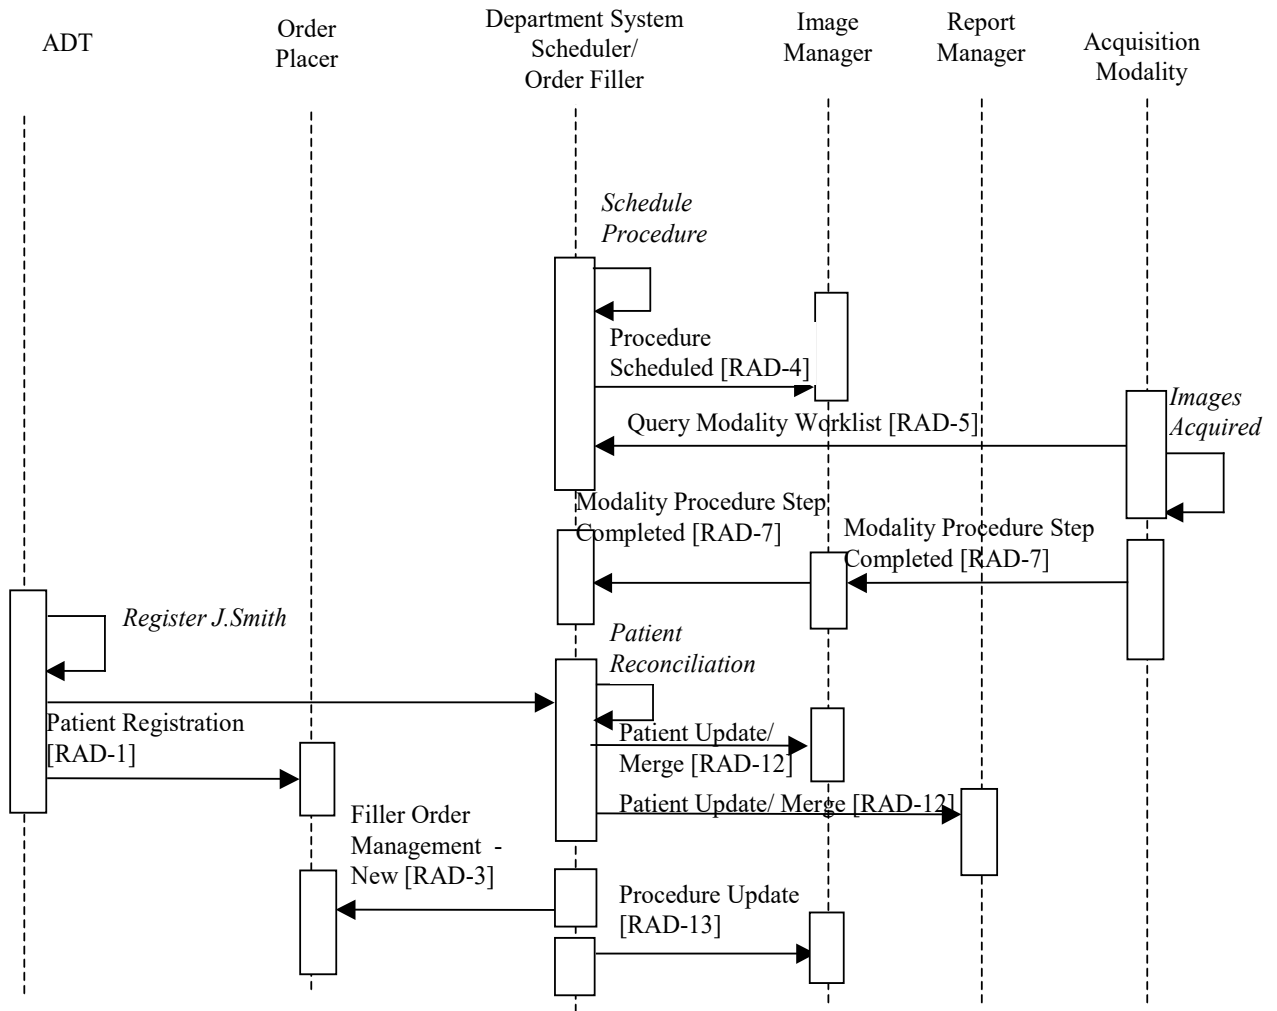 ADT
Order
Placer
Department System
Scheduler/
Order Filler
Image
Manager
Report
Manager
Acquisition
Modality
Schedule
Procedure
Procedure
Scheduled [RAD-4]
Images
Acquired
Query Modality Worklist [RAD-5]
Modality Procedure Step
Completed [RAD-7]
Modality Procedure Step
Completed [RAD-7]
Register J.Smith
Patient
Reconciliation
Patient Registration
[RAD-1]
Patient Update/
Merge [RAD-12]
Patient Update/ Merge [RAD-12]
Filler Order
Management -
New [RAD-3]
Procedure Update
[RAD-13]